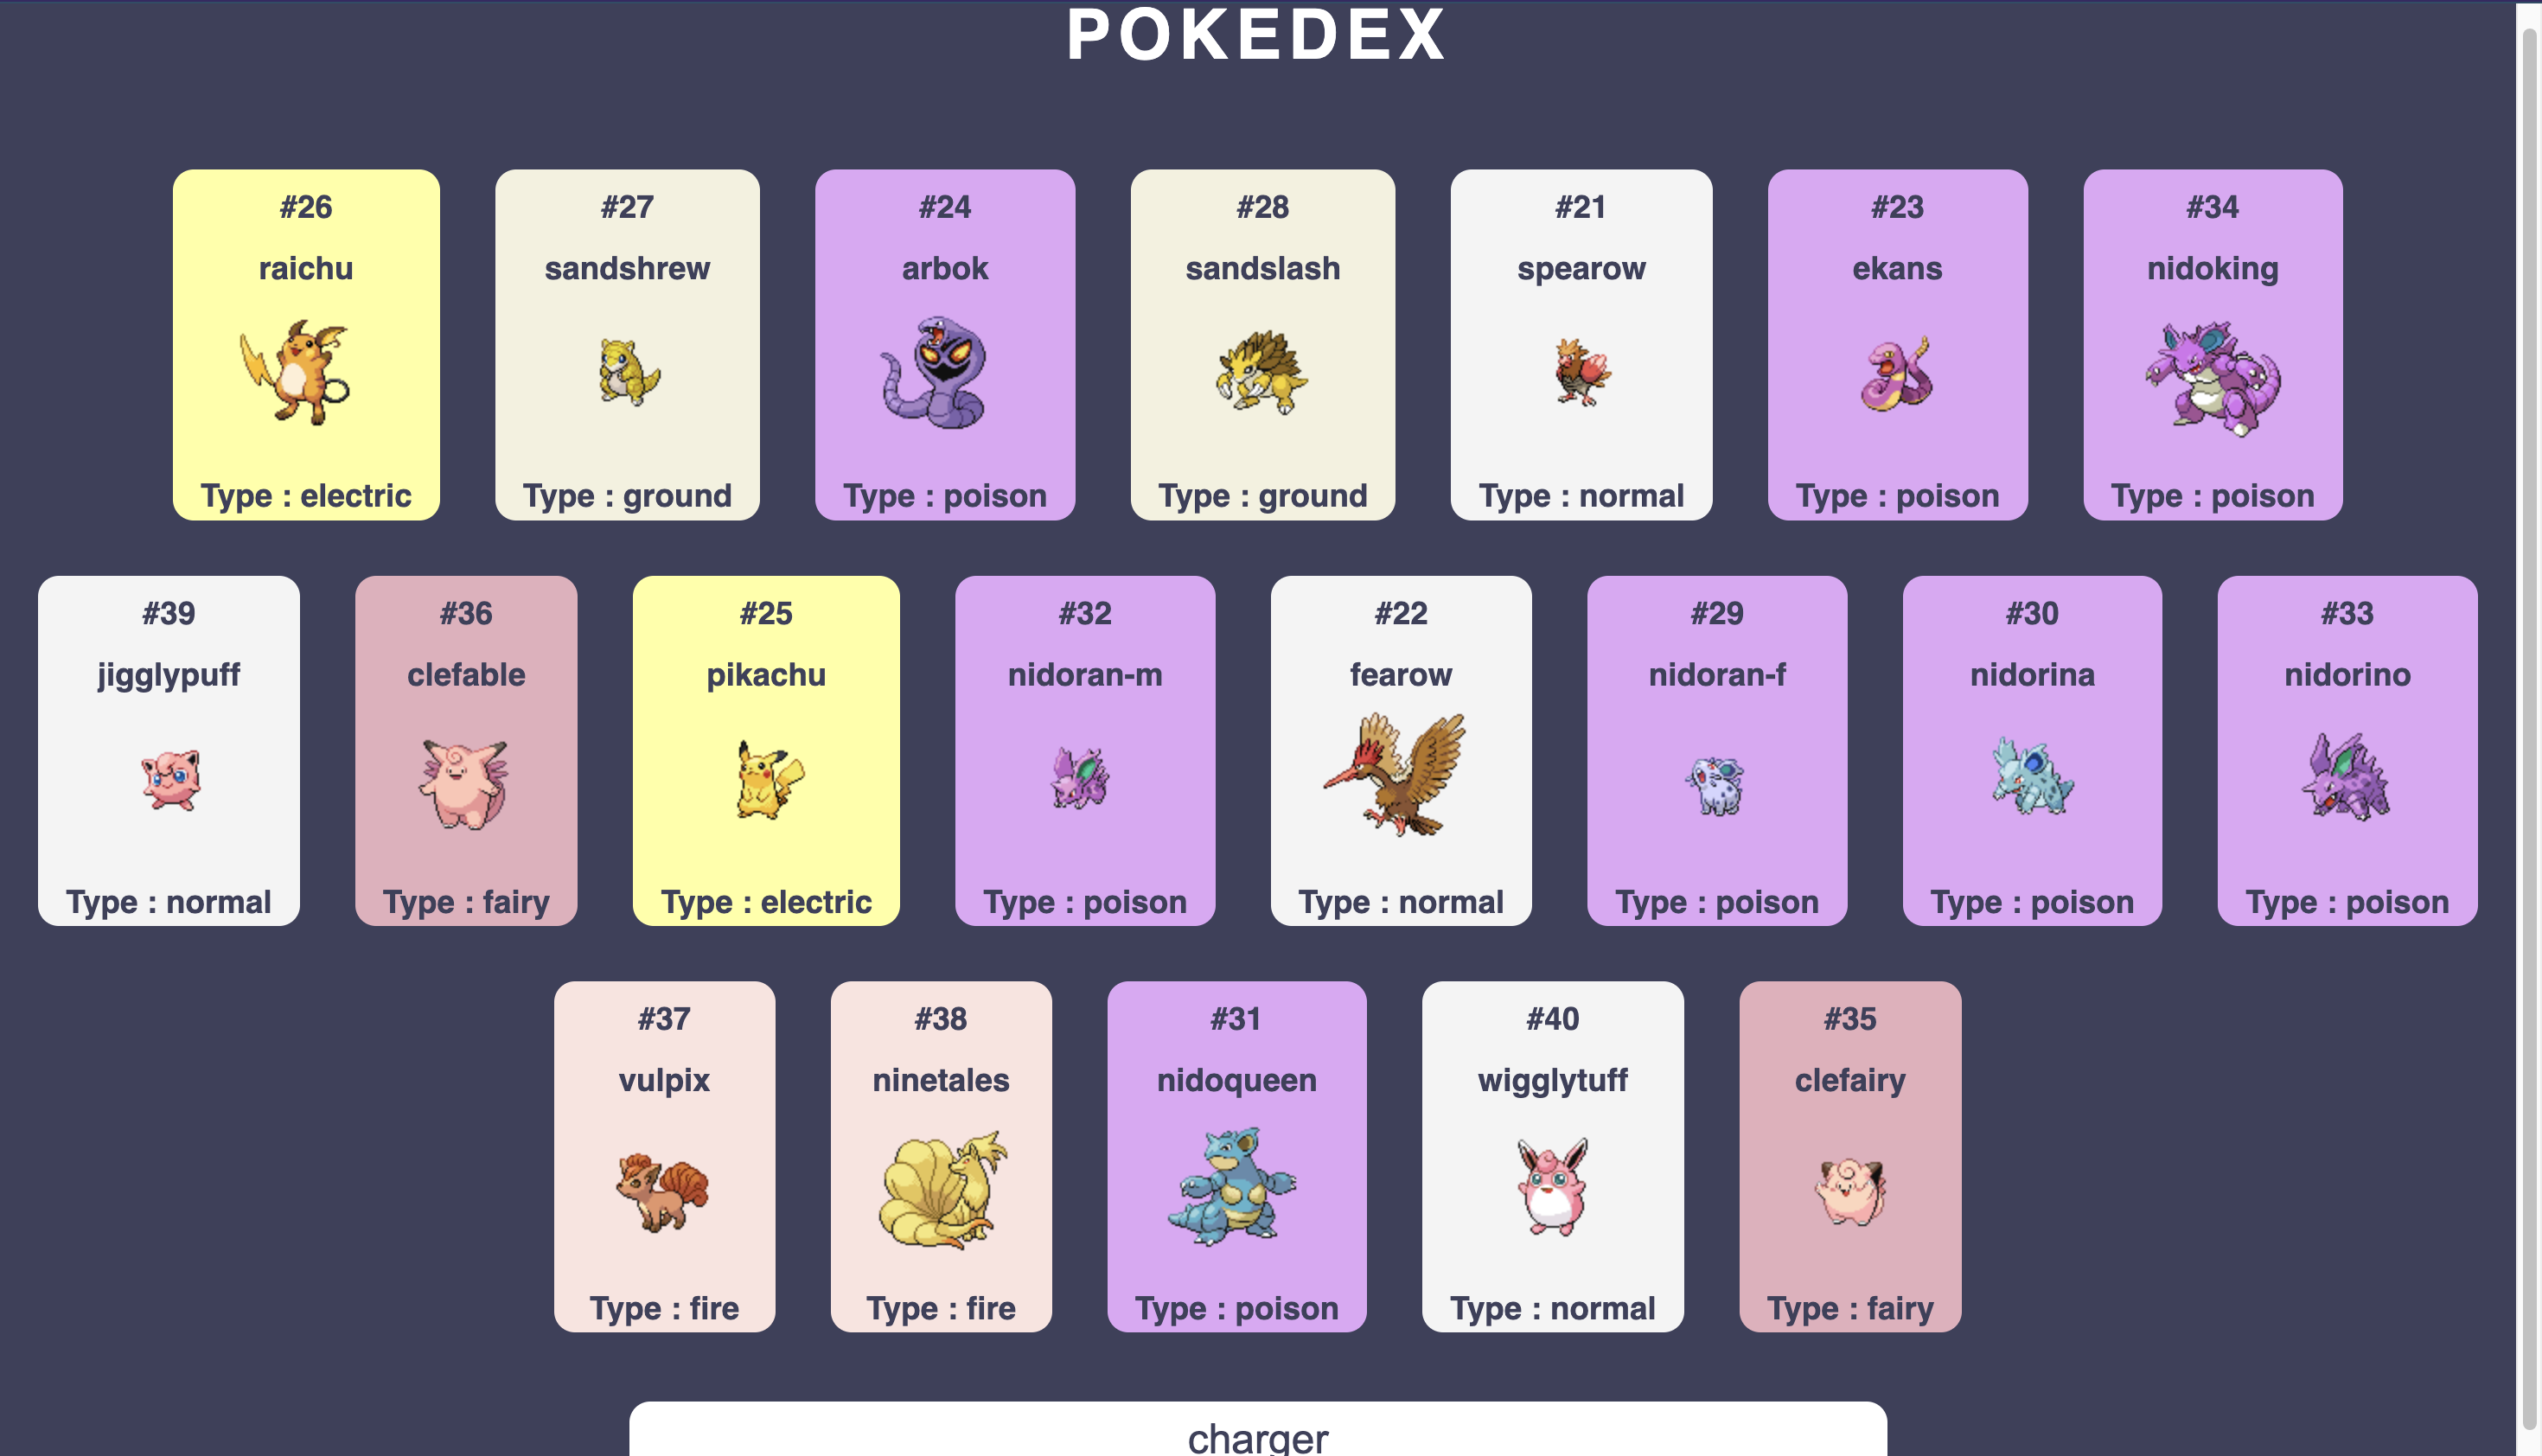 POKEDEX
#26 #27 #24 #28 #21 #23 #34
raichu sandshrew arbok sandslash spearow ekans nidoking
Type : electric Type : ground Type : poison Type : ground Type : normal Type : poison Type : poison
#39 #36 #25 #32 #22 #29 #30 #33
jigglypuff clefable pikachu nidoran-m fearow nidoran-f nidorina nidorino
Type : normal Type : fairy Type : electric Type : poison Type : normal Type : poison Type : poison Type : poison
#37 #38 #31 #40 #35
vulpix ninetales nidoqueen wigglytuff clefairy
Type : fire Type : fire Type : poison Type : normal Type : fairy
charger